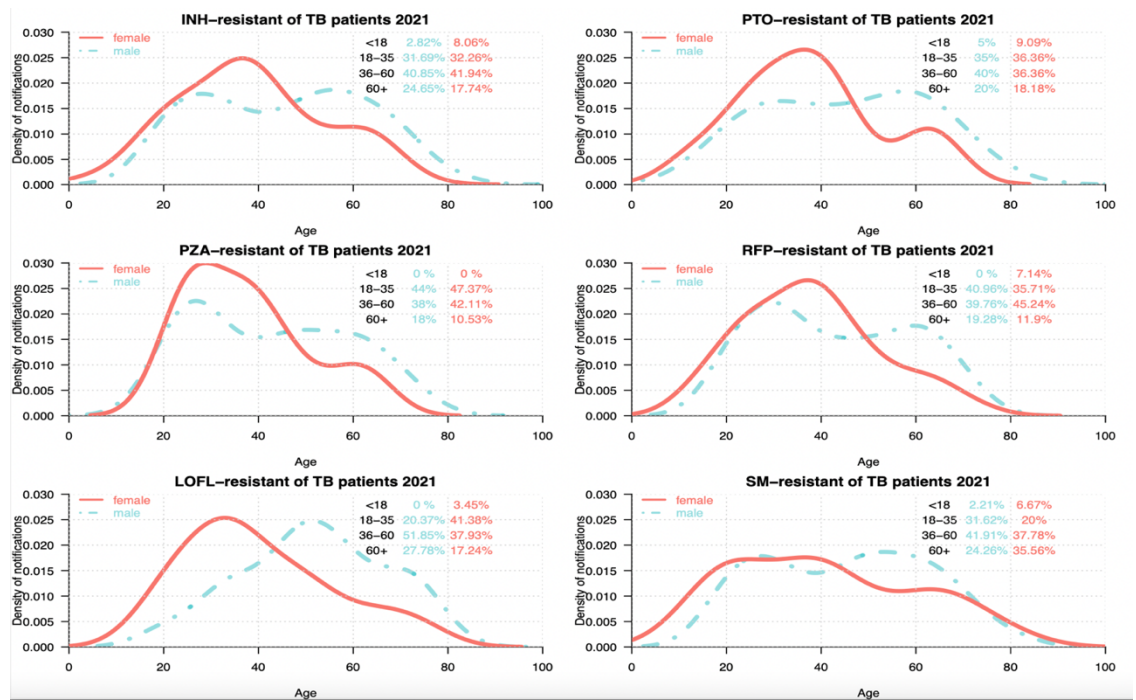 INH–resistant of TB patients 2021
female
male
<18 2.82% 8.06%
18–35 31.69% 32.26%
36–60 40.85% 41.94%
60+ 24.65% 17.74%
Density of notifications
0.030
0.025
0.020
0.015
0.010
0.005
0.000
0 20 40 60 80 100
Age
PTO–resistant of TB patients 2021
female
male
<18 5% 9.09%
18–35 35% 36.36%
36–60 40% 36.36%
60+ 20% 18.18%
Density of notifications
0.030
0.025
0.020
0.015
0.010
0.005
0.000
0 20 40 60 80 100
Age
PZA–resistant of TB patients 2021
female
male
<18 0 % 0 %
18–35 44% 47.37%
36–60 38% 42.11%
60+ 18% 10.53%
Density of notifications
0.030
0.025
0.020
0.015
0.010
0.005
0.000
0 20 40 60 80 100
Age
RFP–resistant of TB patients 2021
female
male
<18 0 % 7.14%
18–35 40.96% 35.71%
36–60 39.76% 45.24%
60+ 19.28% 11.9%
Density of notifications
0.030
0.025
0.020
0.015
0.010
0.005
0.000
0 20 40 60 80 100
Age
LOFL–resistant of TB patients 2021
female
male
<18 0 % 3.45%
18–35 20.37% 41.38%
36–60 51.85% 37.93%
60+ 27.78% 17.24%
Density of notifications
0.030
0.025
0.020
0.015
0.010
0.005
0.000
0 20 40 60 80 100
Age
SM–resistant of TB patients 2021
female
male
<18 2.21% 6.67%
18–35 31.62% 20%
36–60 41.91% 37.78%
60+ 24.26% 35.56%
Density of notifications
0.030
0.025
0.020
0.015
0.010
0.005
0.000
0 20 40 60 80 100
Age